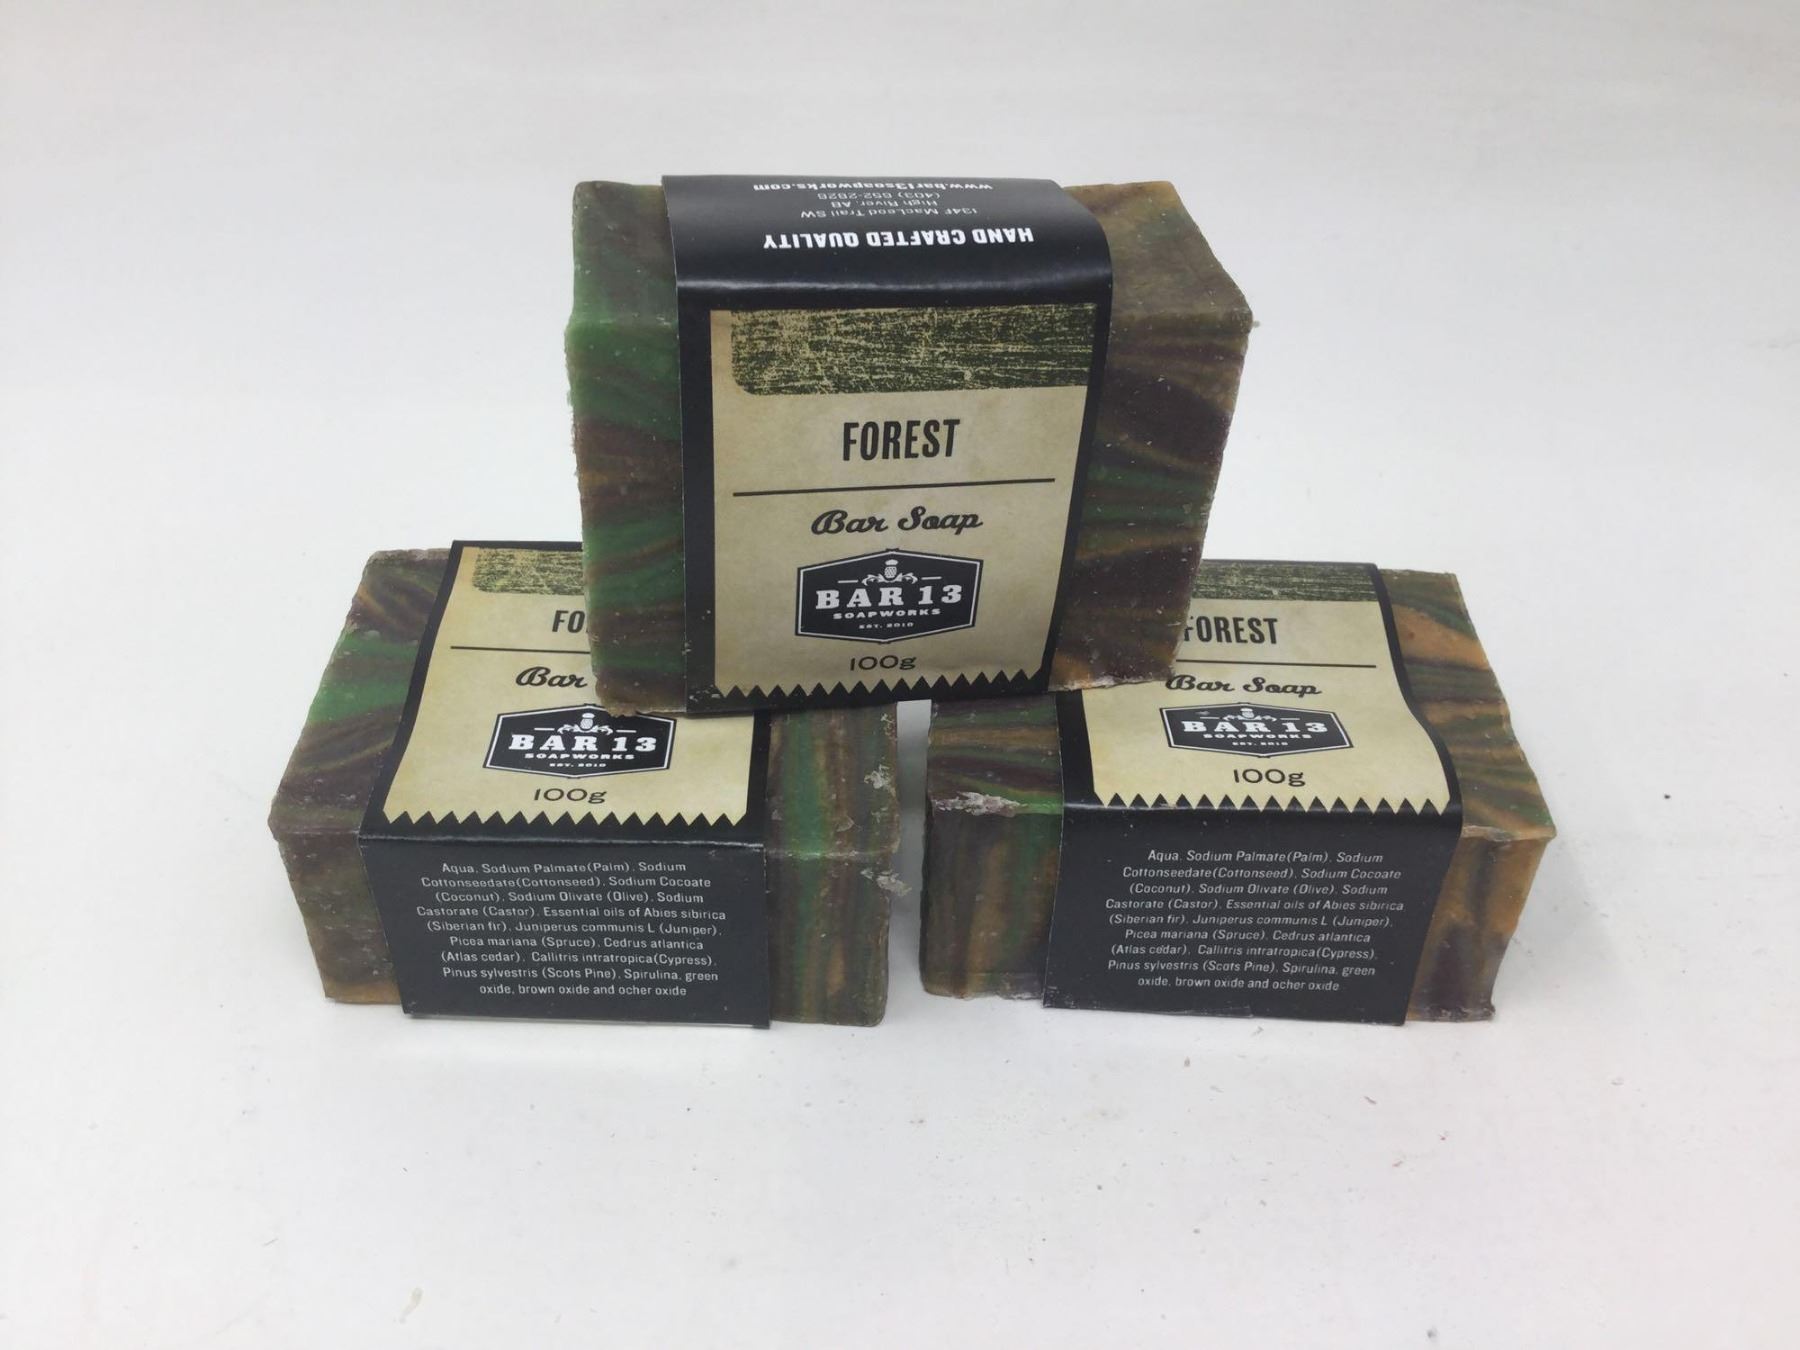 www.bar13soapworks.com
(403) 652-2828
High River, AB
134F MacLeod Trail SW
HAND CRAFTED QUALITY
FOREST
Bar Soap
BAR 13
SOAPWORKS
EST. 2010
100g
FO
Bar
BAR 13
SOAPWORKS
EST. 2010
100g
Aqua, Sodium Palmate(Palm), Sodium
Cottonseedate(Cottonseed), Sodium Cocoate
(Coconut), Sodium Olivate (Olive), Sodium
Castorate (Castor), Essential oils of Abies sibirica
(Siberian fir), Juniperus communis L (Juniper),
Picea mariana (Spruce), Cedrus atlantica
(Atlas cedar), Callitris intratropica(Cypress),
Pinus sylvestris (Scots Pine), Spirulina, green
oxide, brown oxide and ocher oxide
FOREST
Bar Soap
BAR 13
SOAPWORKS
EST. 2010
100g
Aqua, Sodium Palmate(Palm), Sodium
Cottonseedate(Cottonseed), Sodium Cocoate
(Coconut), Sodium Olivate (Olive), Sodium
Castorate (Castor), Essential oils of Abies sibirica
(Siberian fir), Juniperus communis L (Juniper),
Picea mariana (Spruce), Cedrus atlantica
(Atlas cedar), Callitris intratropica(Cypress),
Pinus sylvestris (Scots Pine), Spirulina, green
oxide, brown oxide and ocher oxide